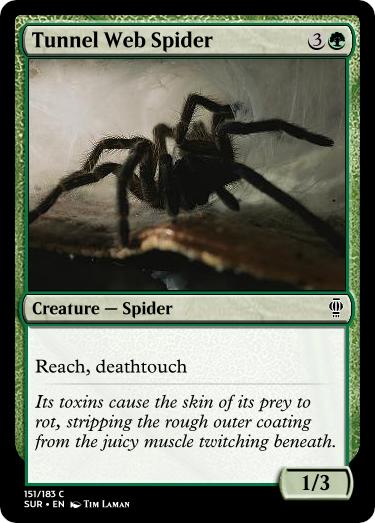 Tunnel Web Spider 3
Creature — Spider
Reach, deathtouch
Its toxins cause the skin of its prey to
rot, stripping the rough outer coating
from the juicy muscle twitching beneath.
1/3
151/183 C
SUR • EN Tim Laman